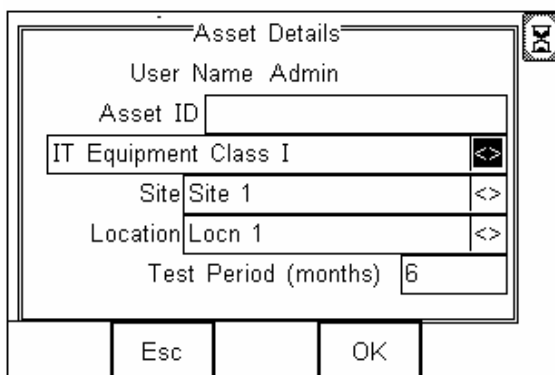 Asset Details
User Name Admin
Asset ID
IT Equipment Class I <>
Site Site 1 <>
Location Locn 1 <>
Test Period (months) 6
Esc OK